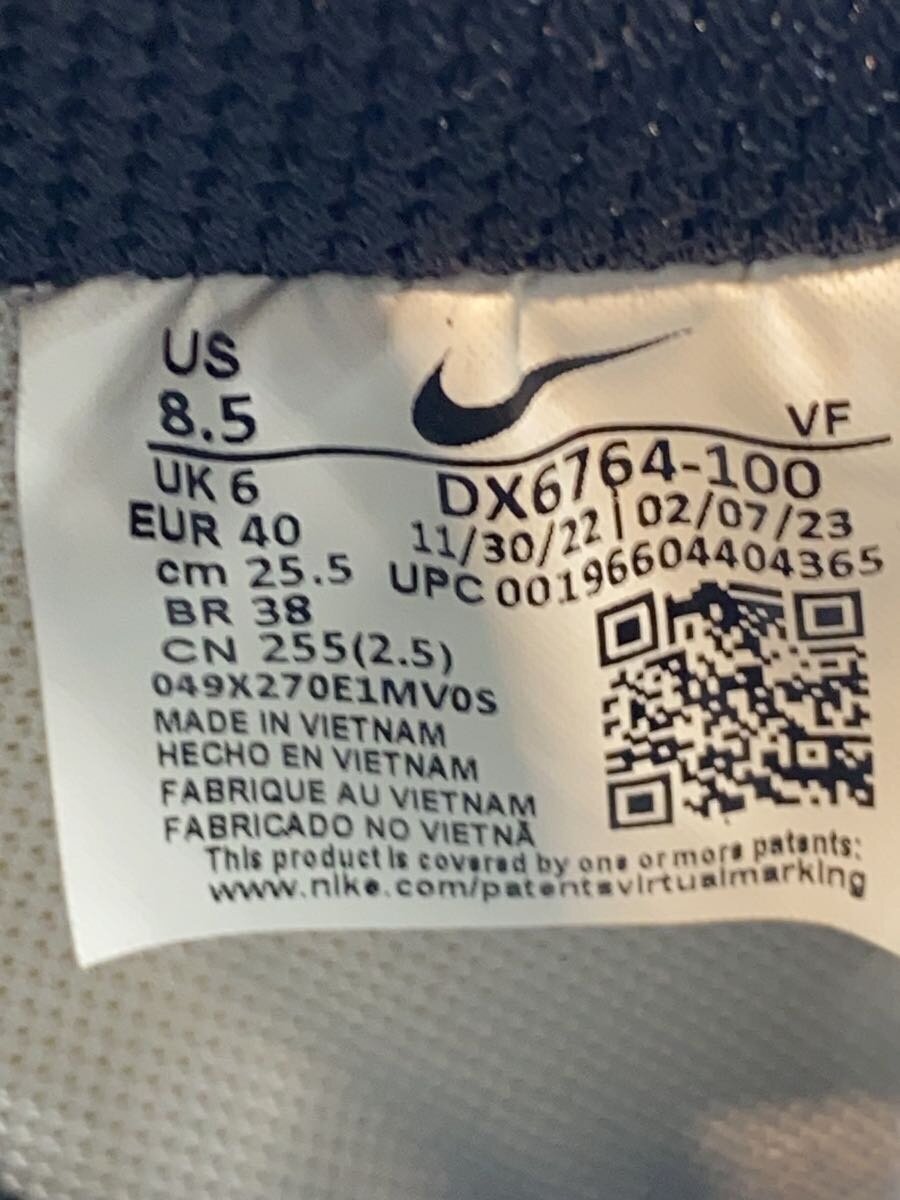 US
8.5
VF
UK 6
EUR 40
cm 25.5
BR 38
CN 255(2.5)
DX6764-100
11/30/22 | 02/07/23
UPC 00196604404365
049X270E1MV0S
MADE IN VIETNAM
HECHO EN VIETNAM
FABRIQUE AU VIETNAM
FABRICADO NO VIETNÃ
This product is covered by one or more patents:
www.nike.com/patentsvirtualmarking